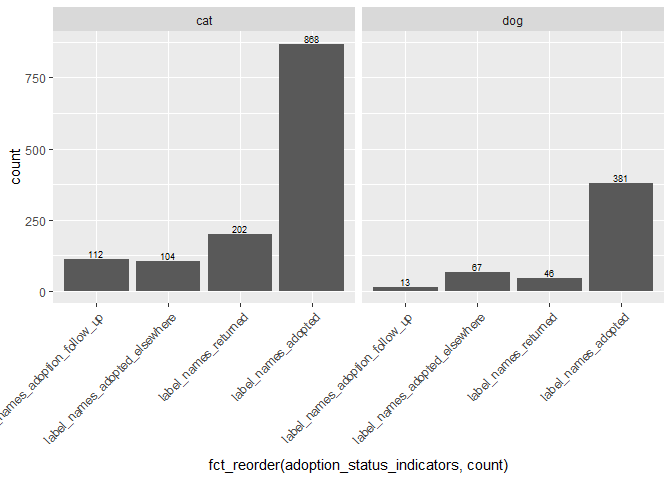 cat
dog
count
750
500
250
0
868
202
112
104
381
67
46
13
names_adoption_follow_up
label_names_adopted_elsewhere
label_names_returned
label_names_adopted
label_names_adoption_follow_up
label_names_adopted_elsewhere
label_names_returned
label_names_adopted
fct_reorder(adoption_status_indicators, count)